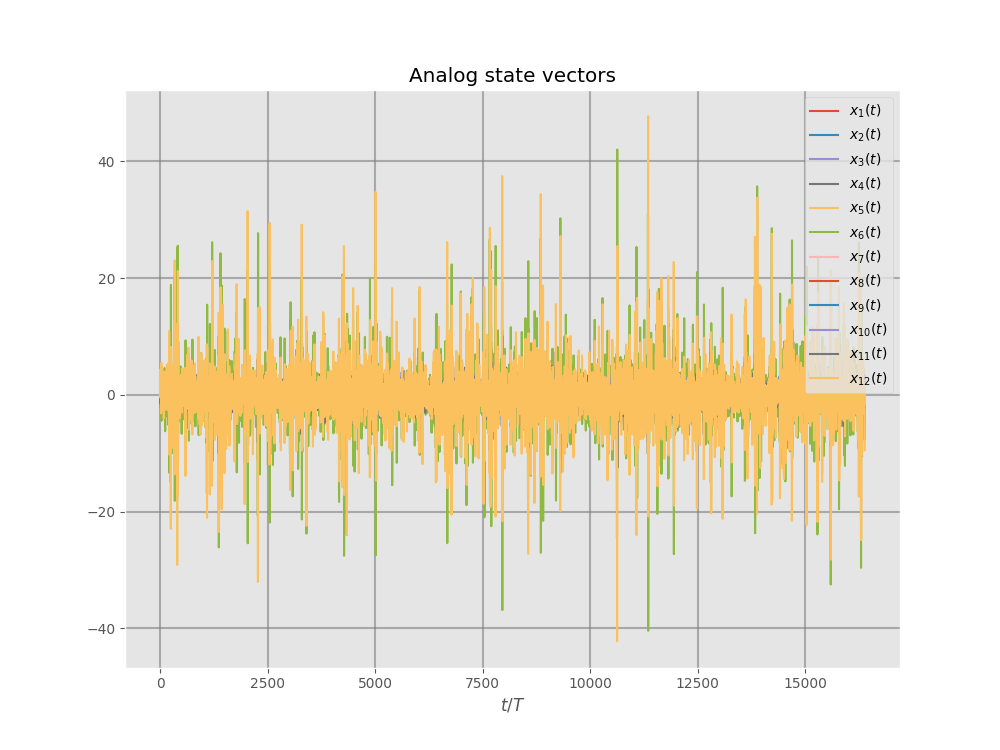 Analog state vectors
40
20
0
−20
−40
0 2500 5000 7500 10000 12500 15000
t/T
x₁(t)
x₂(t)
x₃(t)
x₄(t)
x₅(t)
x₆(t)
x₇(t)
x₈(t)
x₉(t)
x₁₀(t)
x₁₁(t)
x₁₂(t)